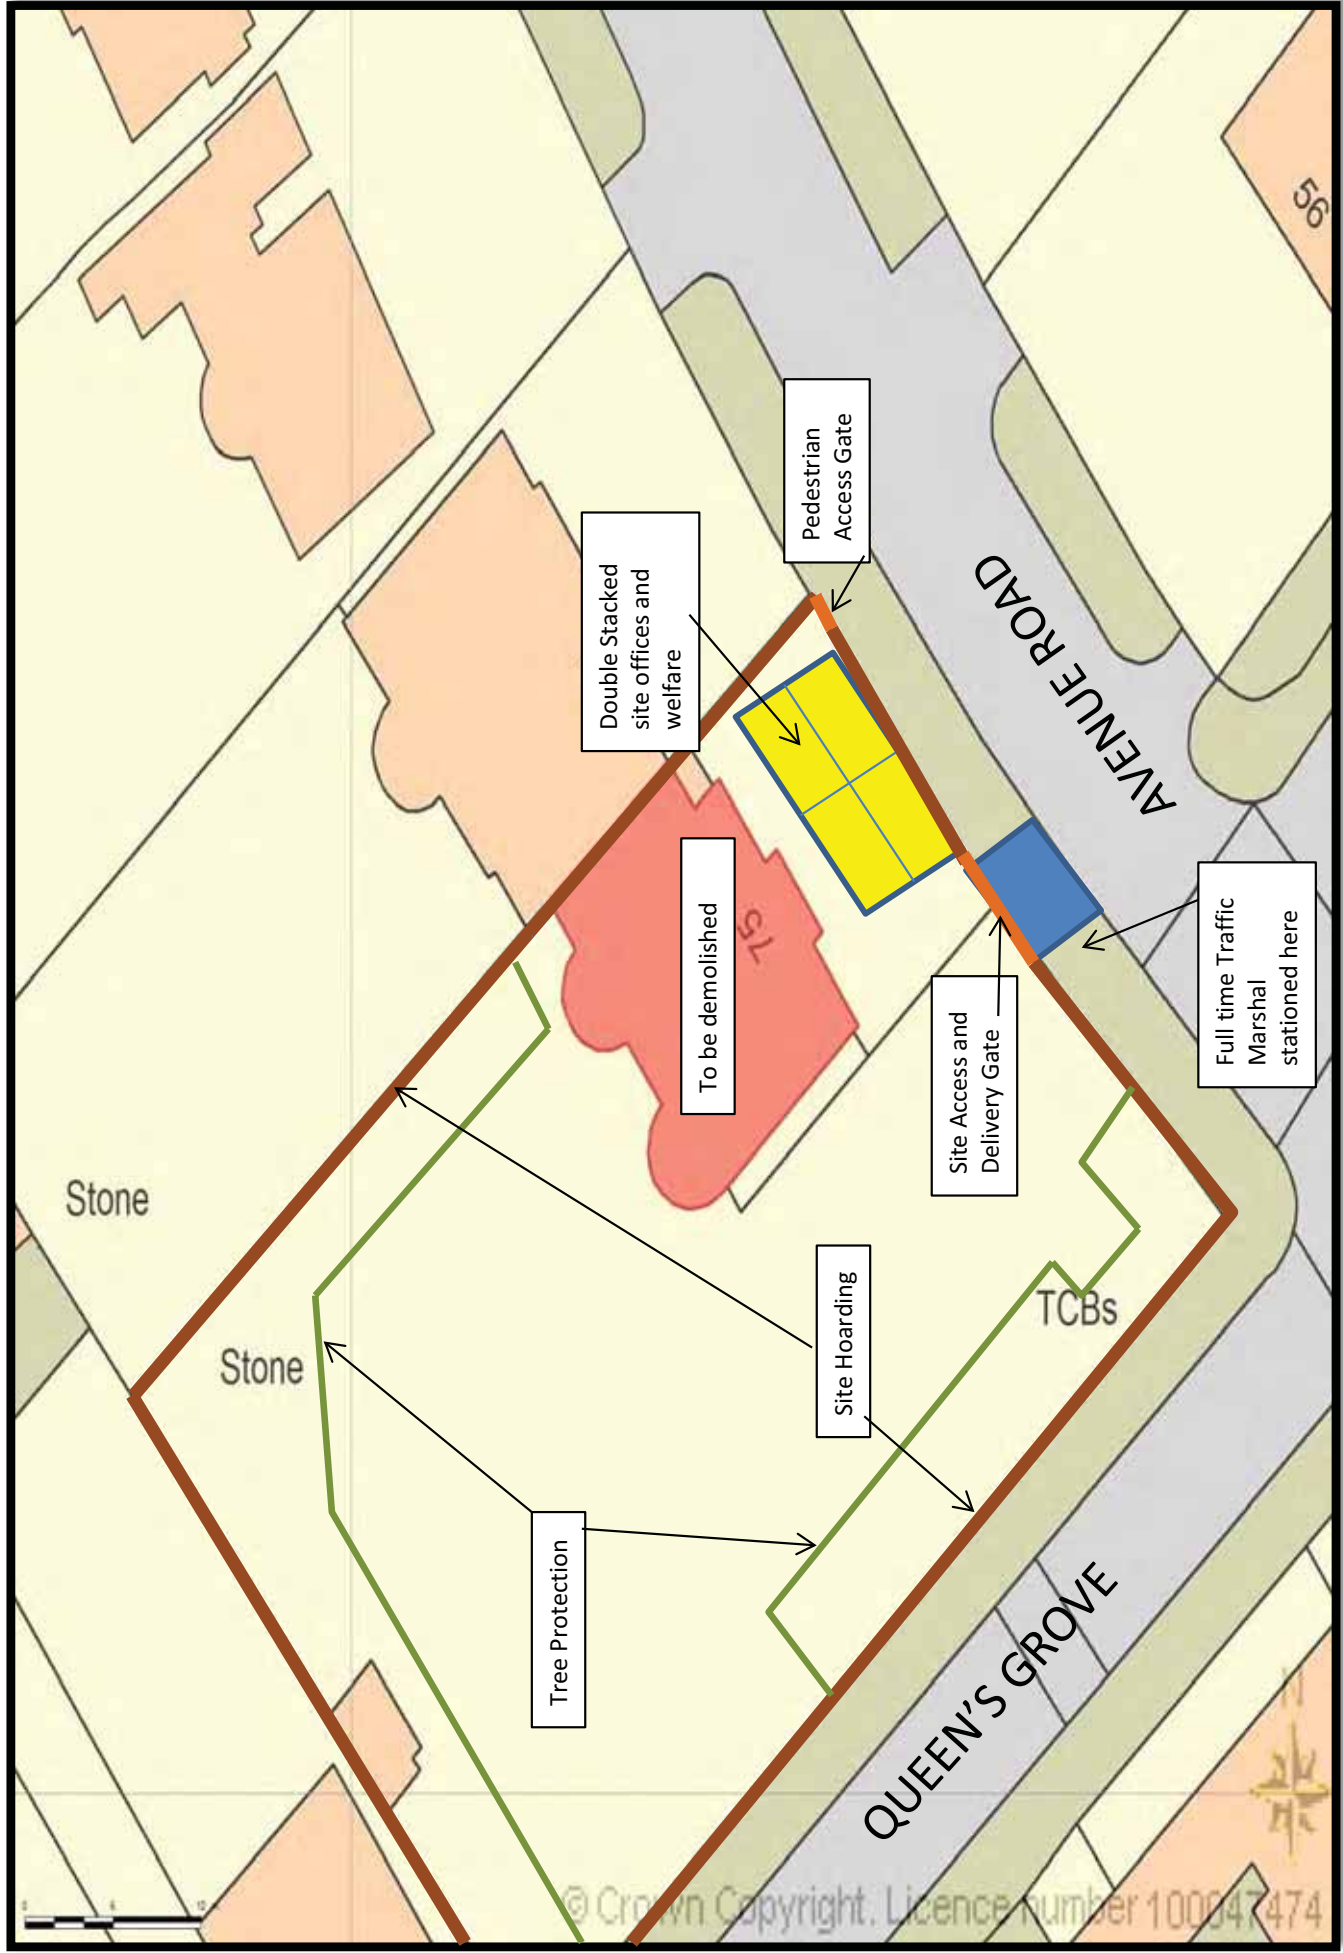 Stone
Stone
56
Pedestrian
Access Gate
Double Stacked
site offices and
welfare
AVENUE ROAD
To be demolished
75
Full time Traffic
Marshal
stationed here
Site Access and
Delivery Gate
TCBs
Site Hoarding
Tree Protection
QUEEN'S GROVE
N
© Crown Copyright. Licence number 100047474